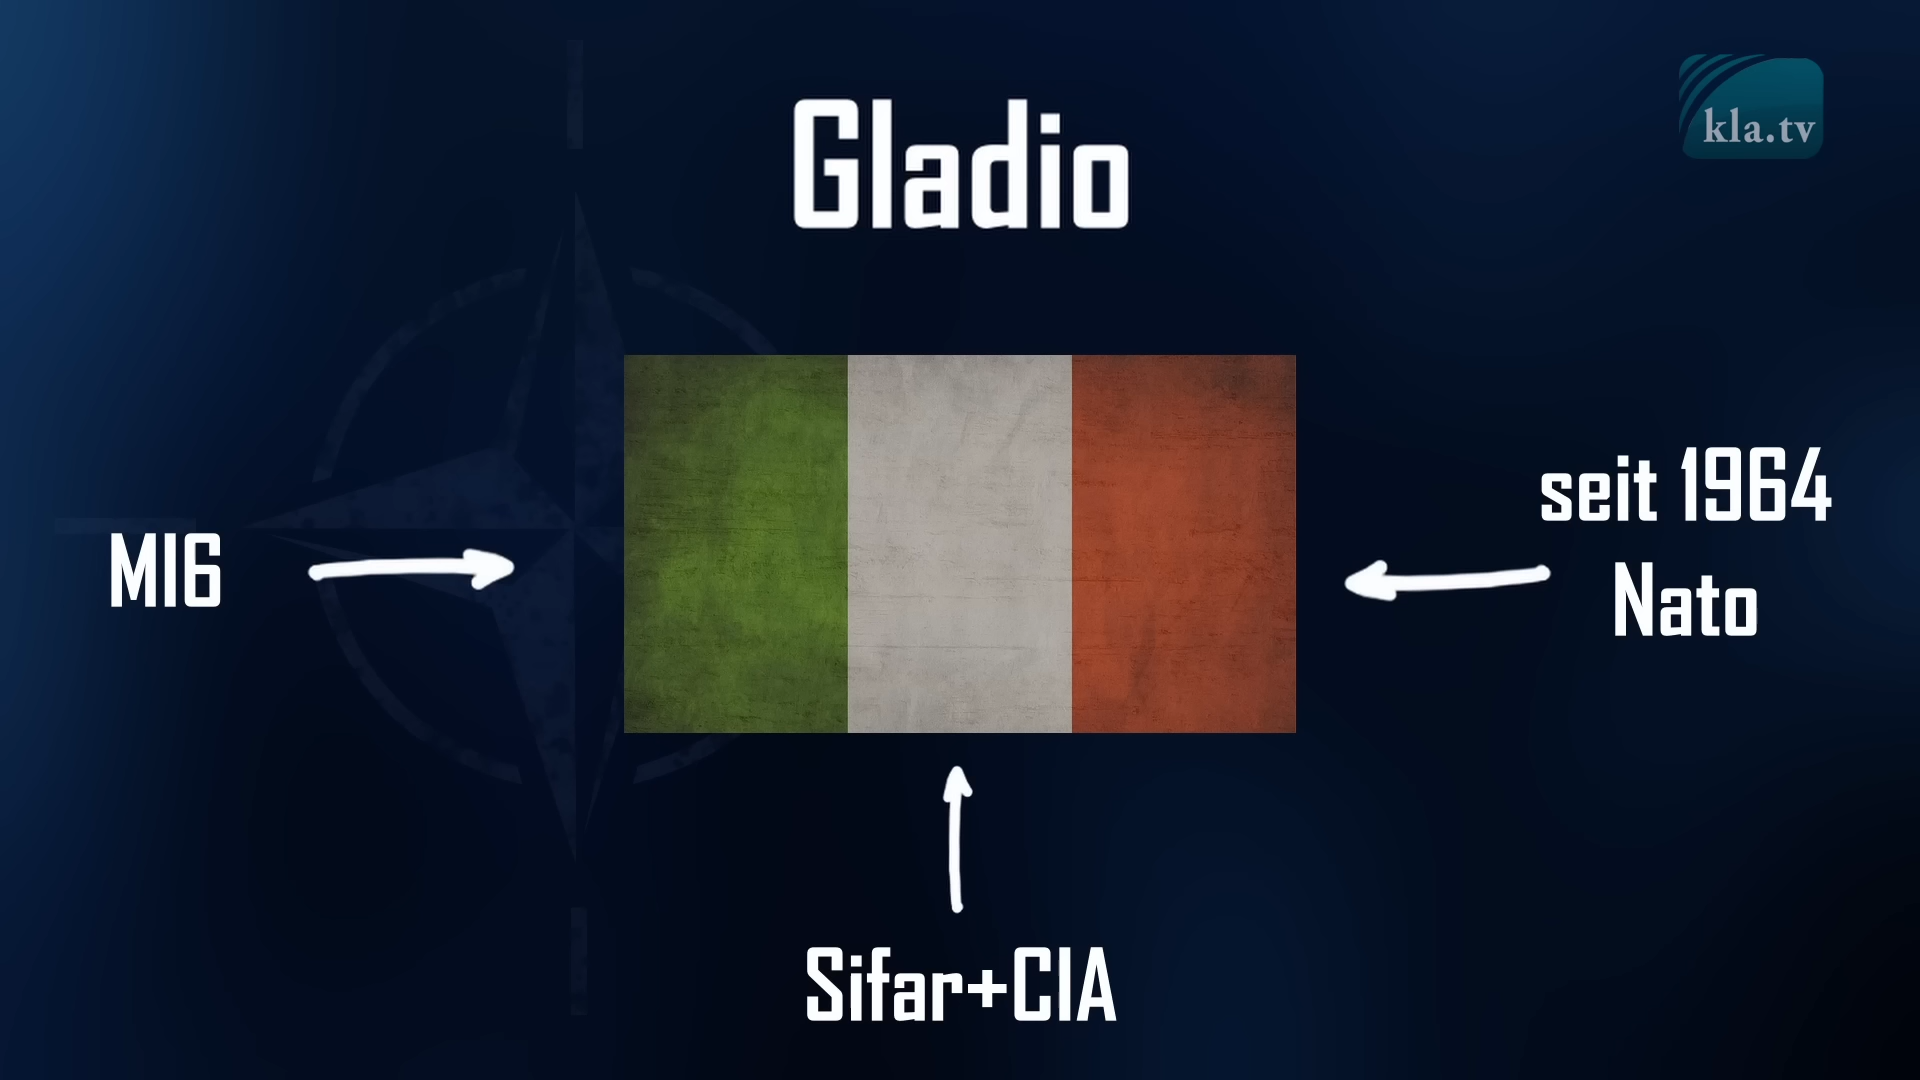 kla.tv
Gladio
seit 1964
Nato
MI6
Sifar+CIA